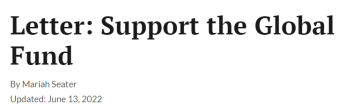 Letter: Support the Global
Fund
By Mariah Seater
Updated: June 13, 2022